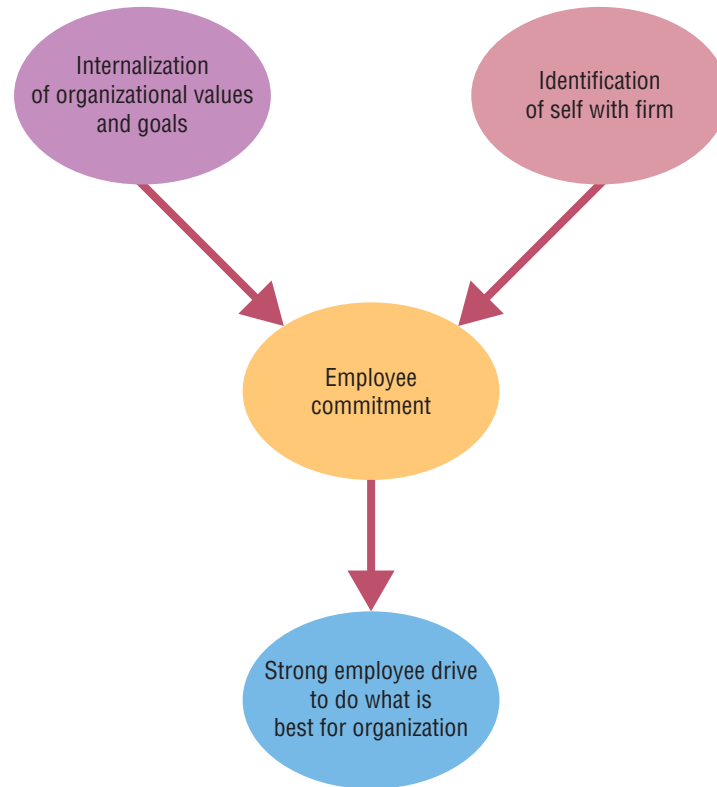 Internalization
of organizational values
and goals
Identification
of self with firm
Employee
commitment
Strong employee drive
to do what is
best for organization